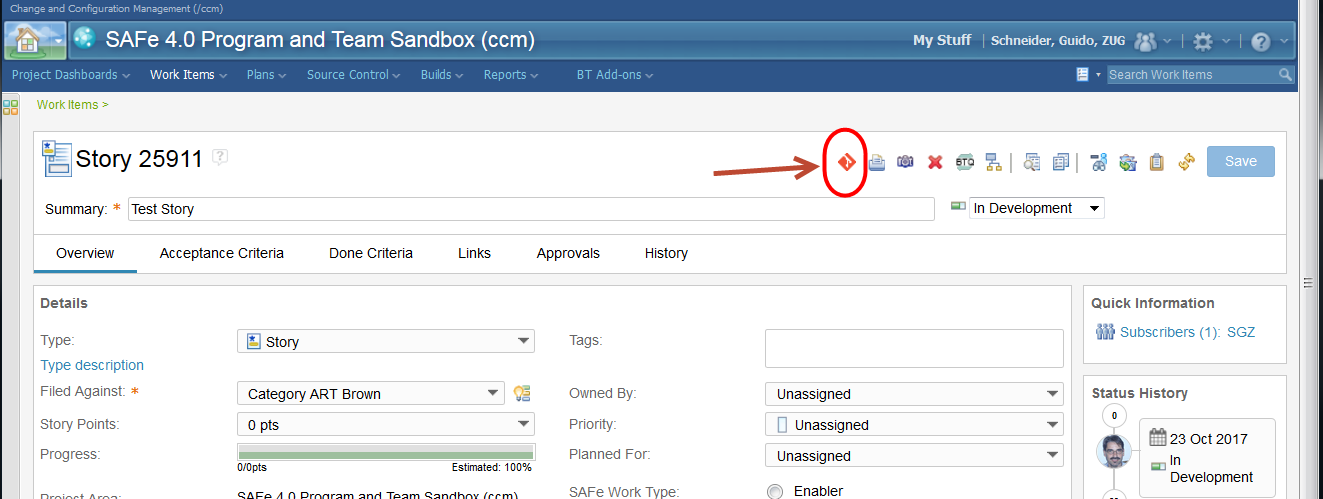 Change and Configuration Management (/ccm)
SAFe 4.0 Program and Team Sandbox (ccm)
My Stuff | Schneider, Guido, ZUG
Project Dashboards Work Items Plans Source Control Builds Reports BT Add-ons Search Work Items
Work Items >
Story 25911 ?
BTQ
Save
Summary: * Test Story In Development
Overview Acceptance Criteria Done Criteria Links Approvals History
Details
Type: Story
Type description
Filed Against: * Category ART Brown
Story Points: 0 pts
Progress:
0/0pts Estimated: 100%
Project Area: SAFe 4.0 Program and Team Sandbox (ccm)
Tags:
Owned By: Unassigned
Priority: Unassigned
Planned For: Unassigned
SAFe Work Type: Enabler
Quick Information
Subscribers (1): SGZ
Status History
0
23 Oct 2017
In
Development